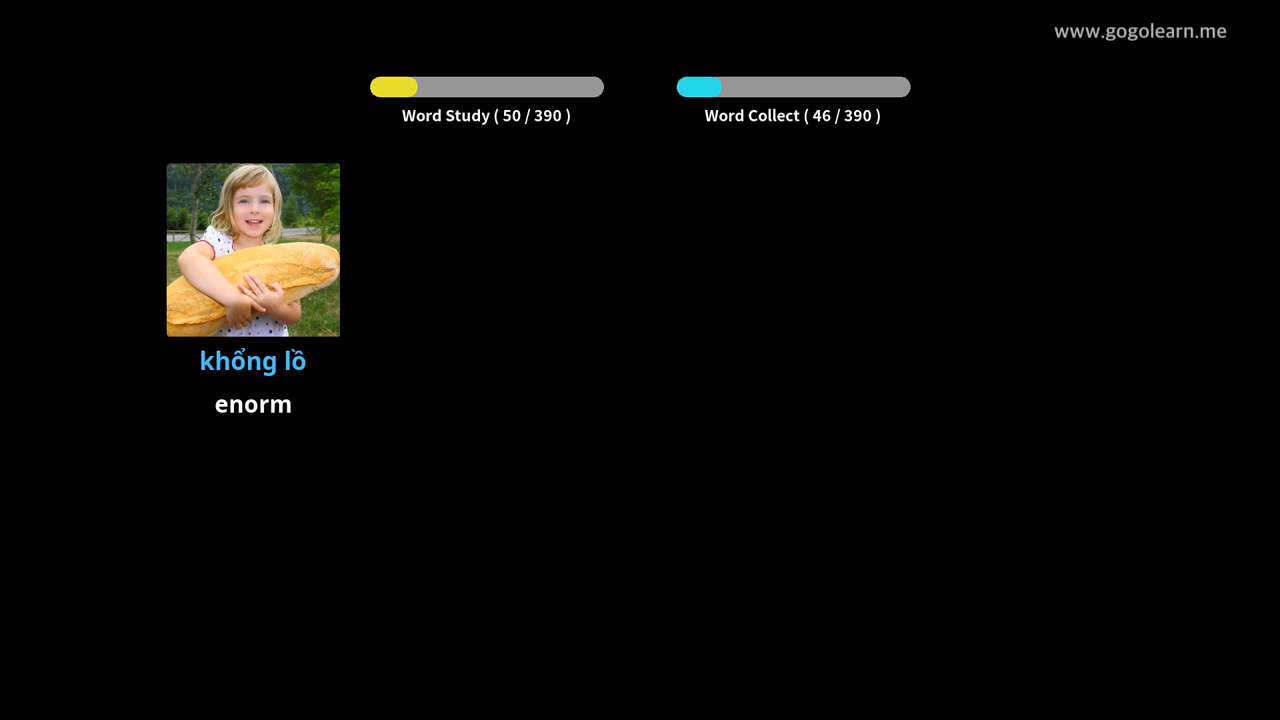 www.gogolearn.me
Word Study ( 50 / 390 )
Word Collect ( 46 / 390 )
khổng lồ
enorm